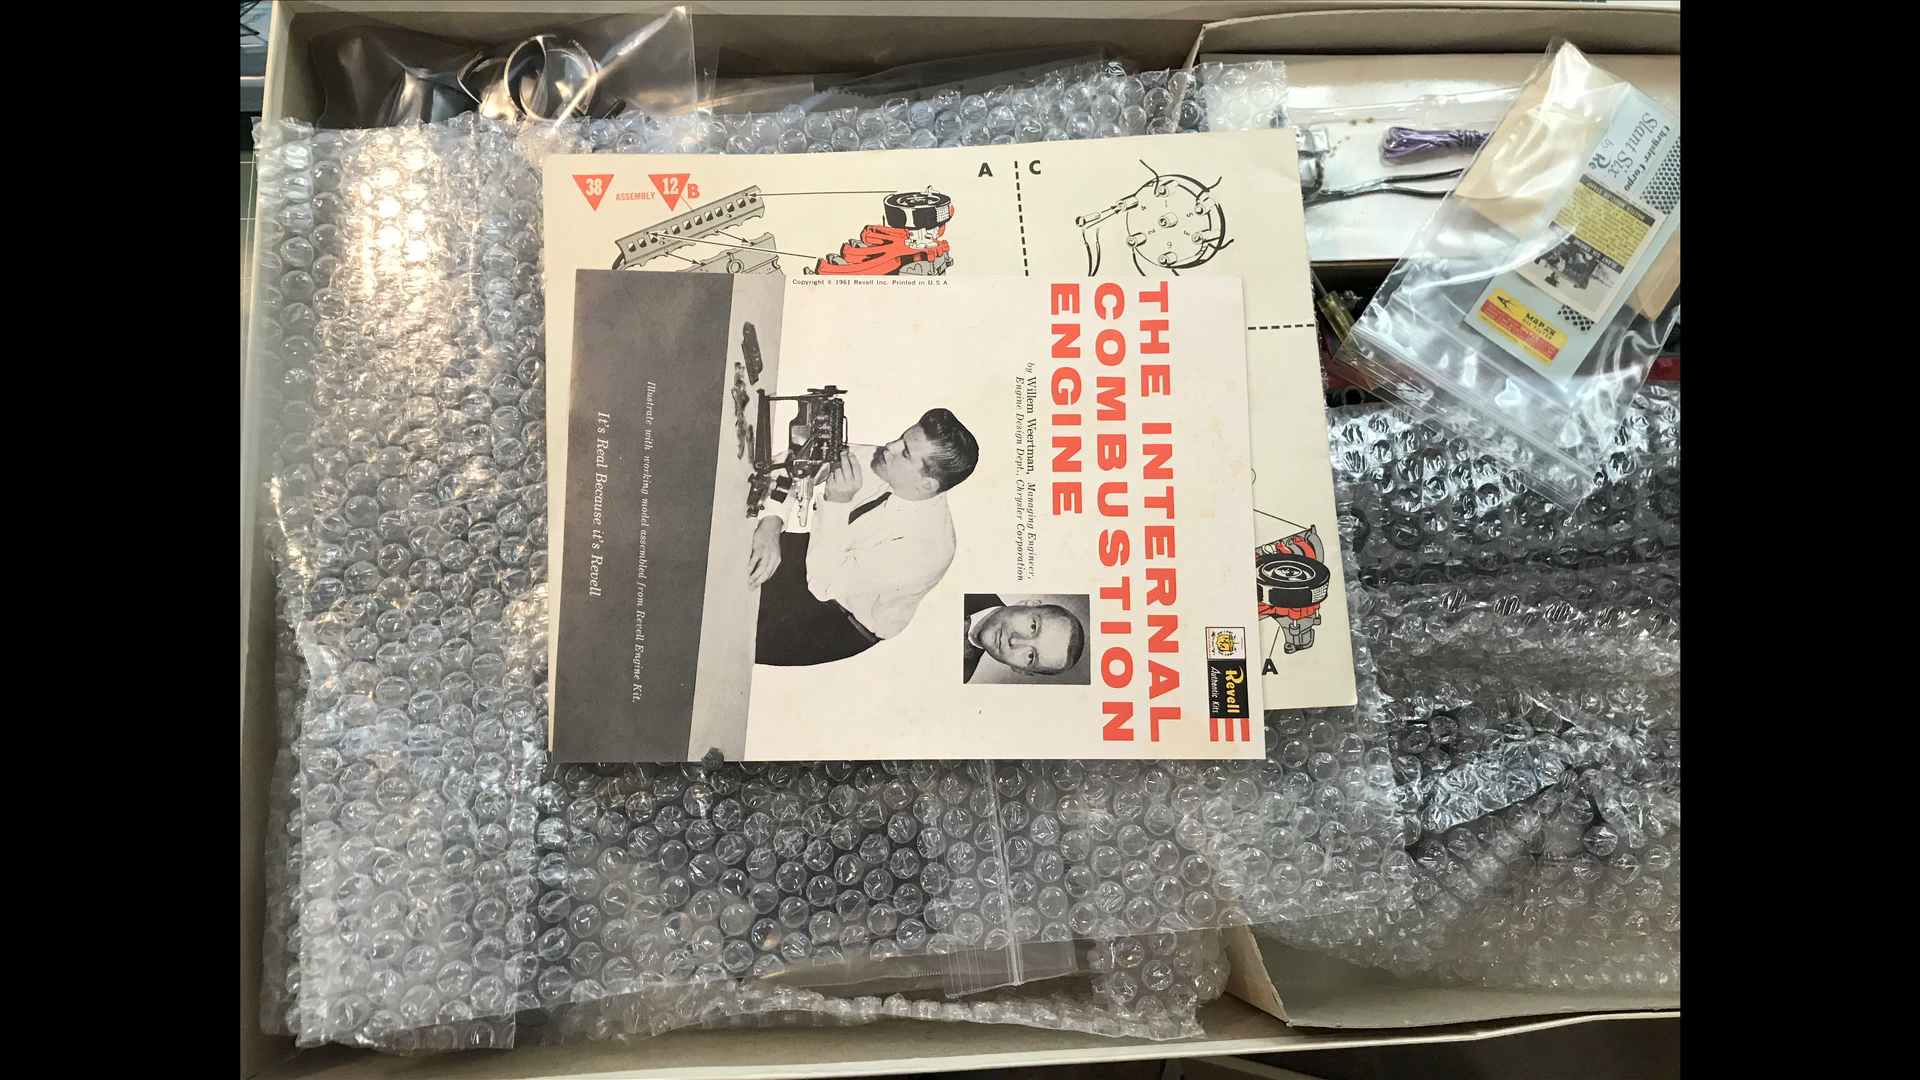 38
ASSEMBLY
12
B
A
C
Copyright © 1961 Revell Inc. Printed in U.S.A.
THE INTERNAL
COMBUSTION
ENGINE
by Willem Weertman, Managing Engineer,
Engine Design Dept., Chrysler Corporation
Revell
Authentic Kits
Illustrate with working model assembled from Revell Engine Kit.
It's Real Because it's Revell
A
Slant Six
by Re